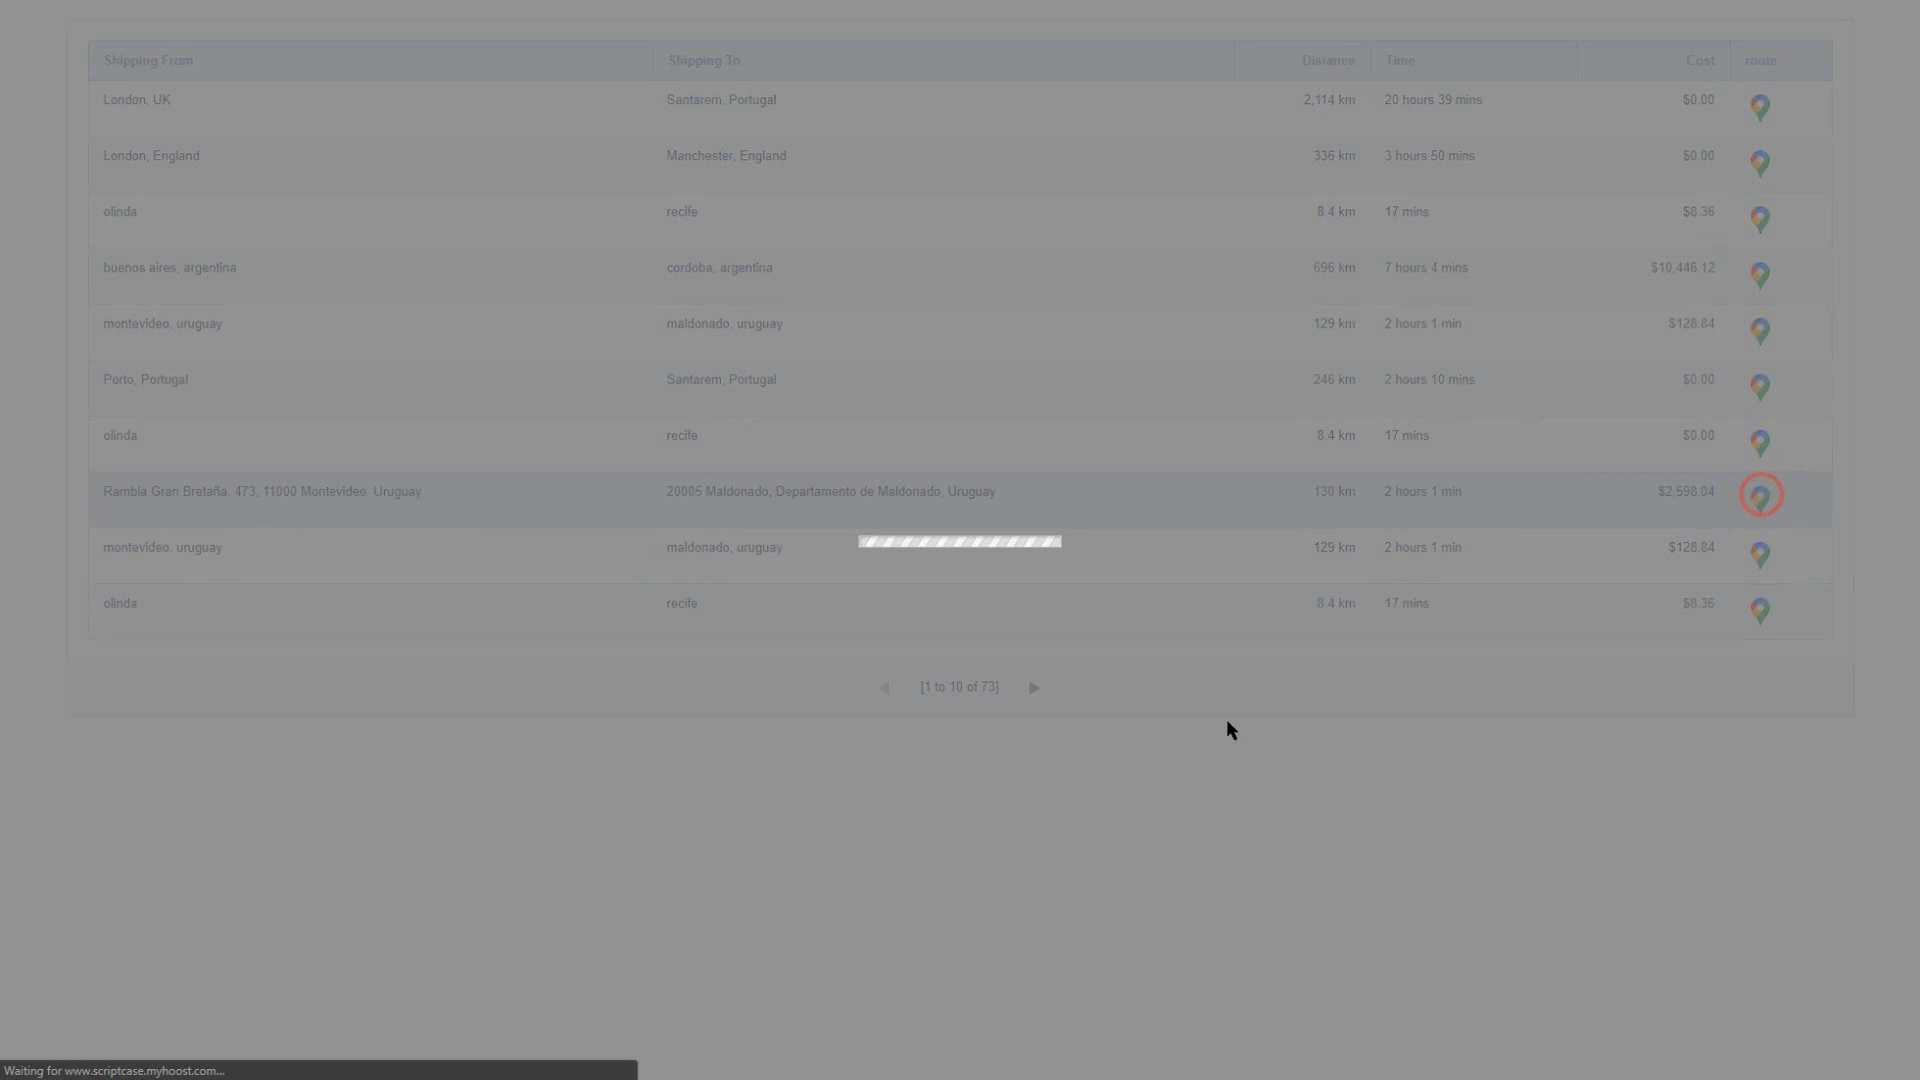 Shipping From Shipping To Distance Time Cost route
London, UK Santarem, Portugal 2,114 km 20 hours 39 mins $0.00
London, England Manchester, England 336 km 3 hours 50 mins $0.00
olinda recife 8.4 km 17 mins $8.36
buenos aires, argentina cordoba, argentina 696 km 7 hours 4 mins $10,446.12
montevideo, uruguay maldonado, uruguay 129 km 2 hours 1 min $128.84
Porto, Portugal Santarem, Portugal 246 km 2 hours 10 mins $0.00
olinda recife 8.4 km 17 mins $0.00
Rambla Gran Bretaña. 473, 11000 Montevideo. Uruguay 20005 Maldonado, Departamento de Maldonado, Uruguay 130 km 2 hours 1 min $2,598.04
montevideo. uruguay maldonado, uruguay 129 km 2 hours 1 min $128.84
olinda recife 8.4 km 17 mins $8.36
[1 to 10 of 73]
Waiting for www.scriptcase.myhoost.com...